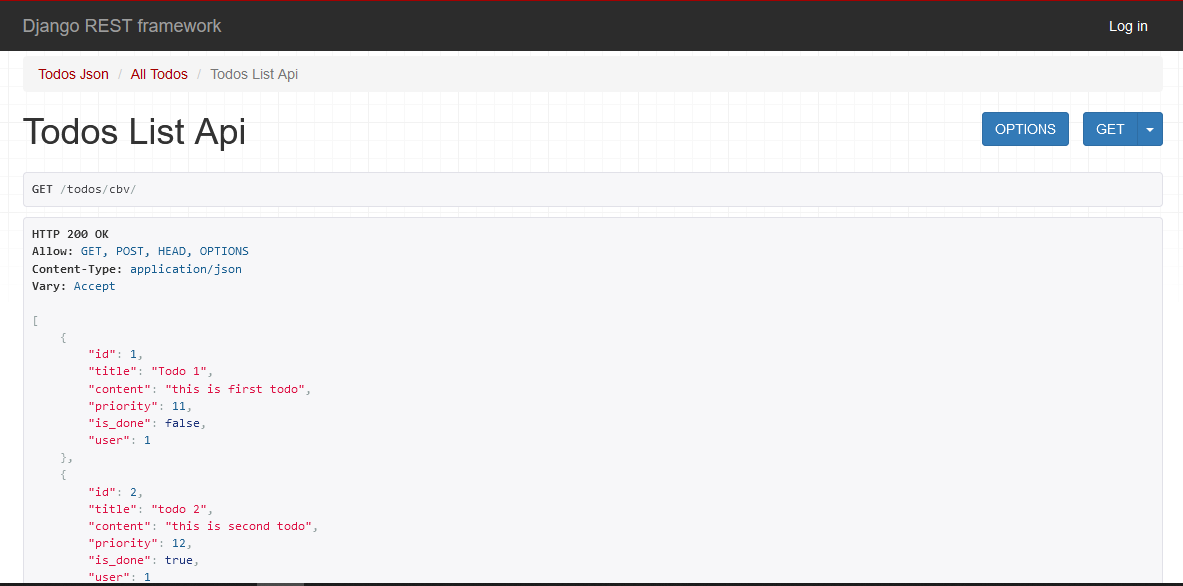 Django REST framework
Log in
Todos Json / All Todos / Todos List Api
Todos List Api
OPTIONS
GET
GET /todos/cbv/
HTTP 200 OK
Allow: GET, POST, HEAD, OPTIONS
Content-Type: application/json
Vary: Accept
[
{
"id": 1,
"title": "Todo 1",
"content": "this is first todo",
"priority": 11,
"is_done": false,
"user": 1
},
{
"id": 2,
"title": "todo 2",
"content": "this is second todo",
"priority": 12,
"is_done": true,
"user": 1